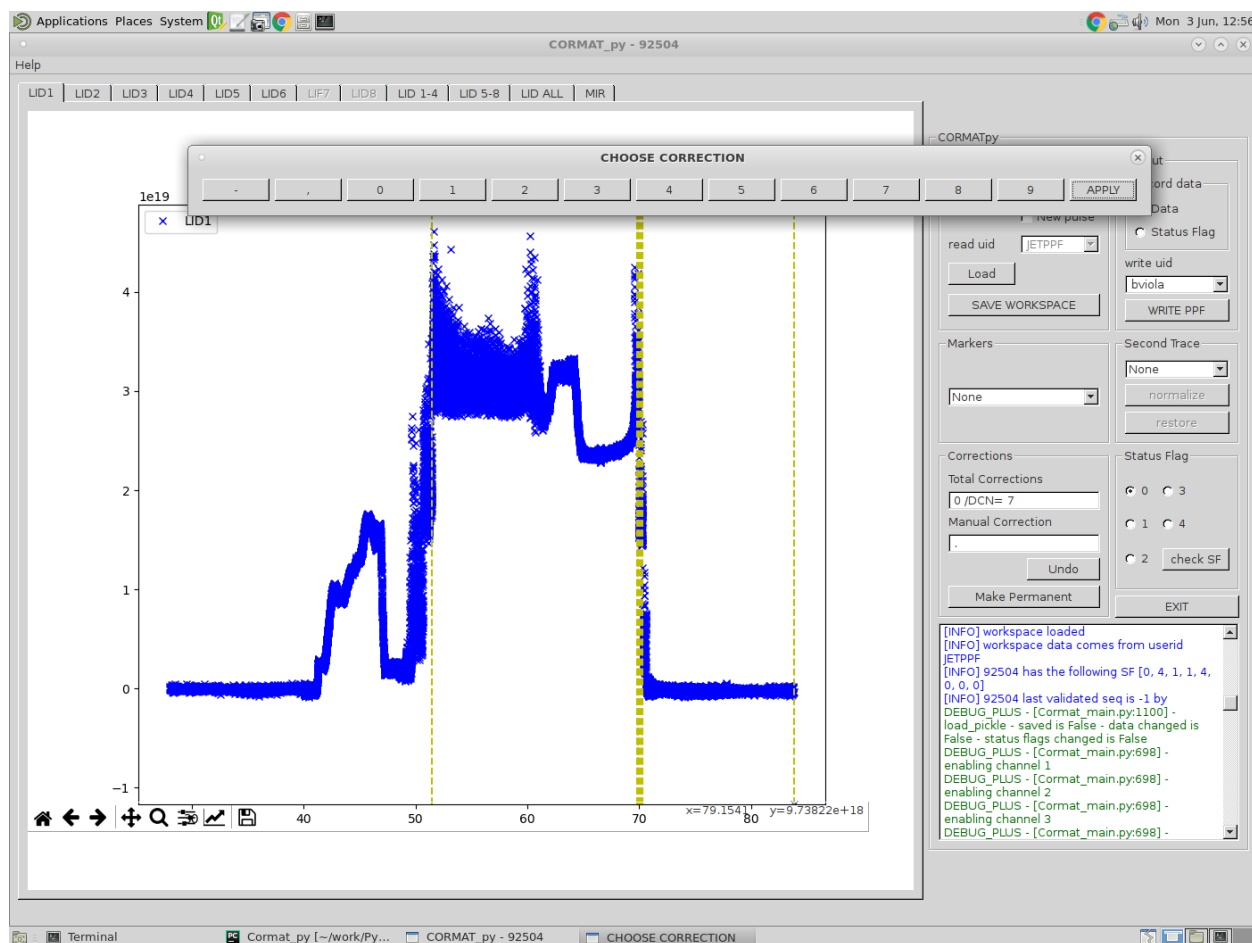 Applications Places System Mon 3 Jun, 12:56
CORMAT_py - 92504
Help
LID1 LID2 LID3 LID4 LID5 LID6 LIF7 LID8 LID 1-4 LID 5-8 LID ALL MIR
CORMATpy
CHOOSE CORRECTION
- , 0 1 2 3 4 5 6 7 8 9 APPLY
1e19
LID1
4
3
2
1
0
−1
40 50 60 70 80
x=79.1541 y=9.73822e+18
ut
ord data
Data
Status Flag
New pulse
read uid JETPPF
Load
SAVE WORKSPACE
write uid
bviola
WRITE PPF
Markers
None
Second Trace
None
normalize
restore
Corrections
Total Corrections
0 /DCN= 7
Manual Correction
.
Undo
Make Permanent
Status Flag
0 3
1 4
2 check SF
EXIT
[INFO] workspace loaded
[INFO] workspace data comes from userid
JETPPF
[INFO] 92504 has the following SF [0, 4, 1, 1, 4,
0, 0, 0]
[INFO] 92504 last validated seq is -1 by
DEBUG_PLUS - [Cormat_main.py:1100] -
load_pickle - saved is False - data changed is
False - status flags changed is False
DEBUG_PLUS - [Cormat_main.py:698] -
enabling channel 1
DEBUG_PLUS - [Cormat_main.py:698] -
enabling channel 2
DEBUG_PLUS - [Cormat_main.py:698] -
enabling channel 3
DEBUG_PLUS - [Cormat_main.py:698] -
Terminal Cormat_py [~/work/Py... CORMAT_py - 92504 CHOOSE CORRECTION